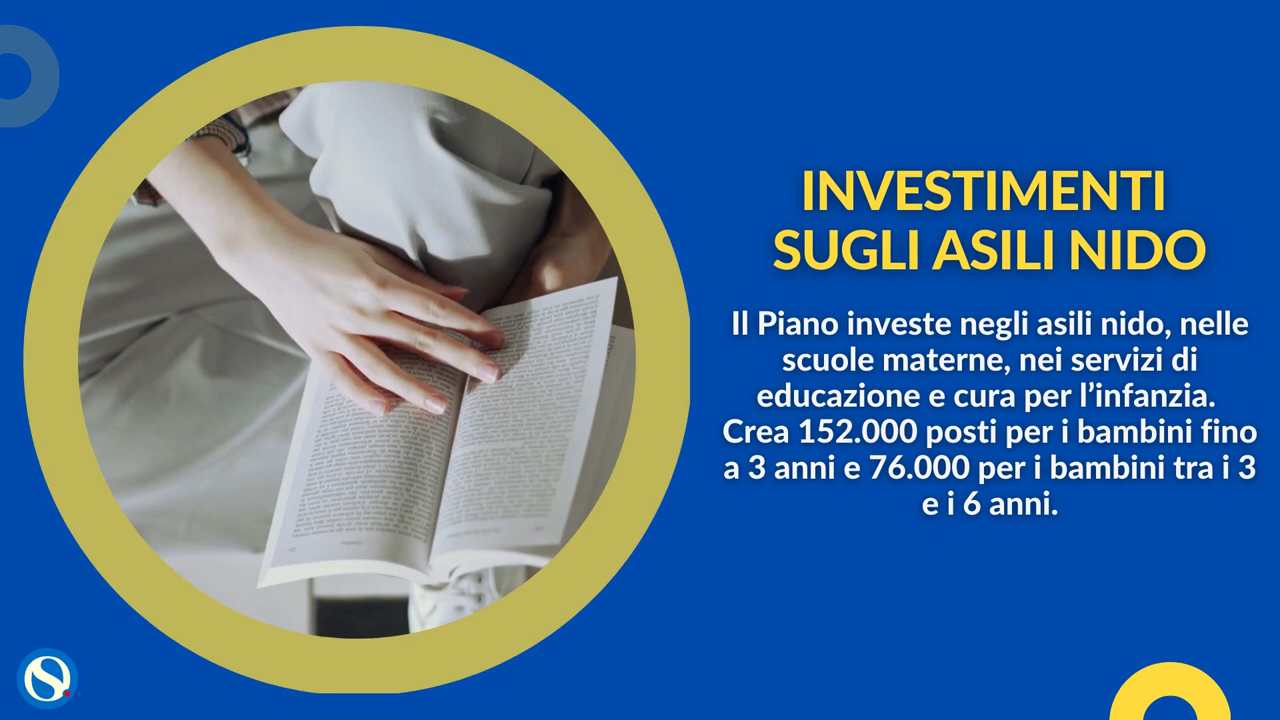 INVESTIMENTI
SUGLI ASILI NIDO
Il Piano investe negli asili nido, nelle
scuole materne, nei servizi di
educazione e cura per l’infanzia.
Crea 152.000 posti per i bambini fino
a 3 anni e 76.000 per i bambini tra i 3
e i 6 anni.
S